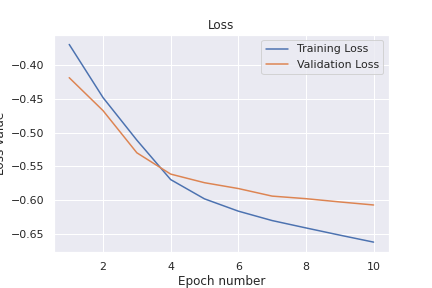 Loss
Training Loss
Validation Loss
−0.40
−0.45
−0.50
−0.55
−0.60
−0.65
2
4
6
8
10
Epoch number
Loss value